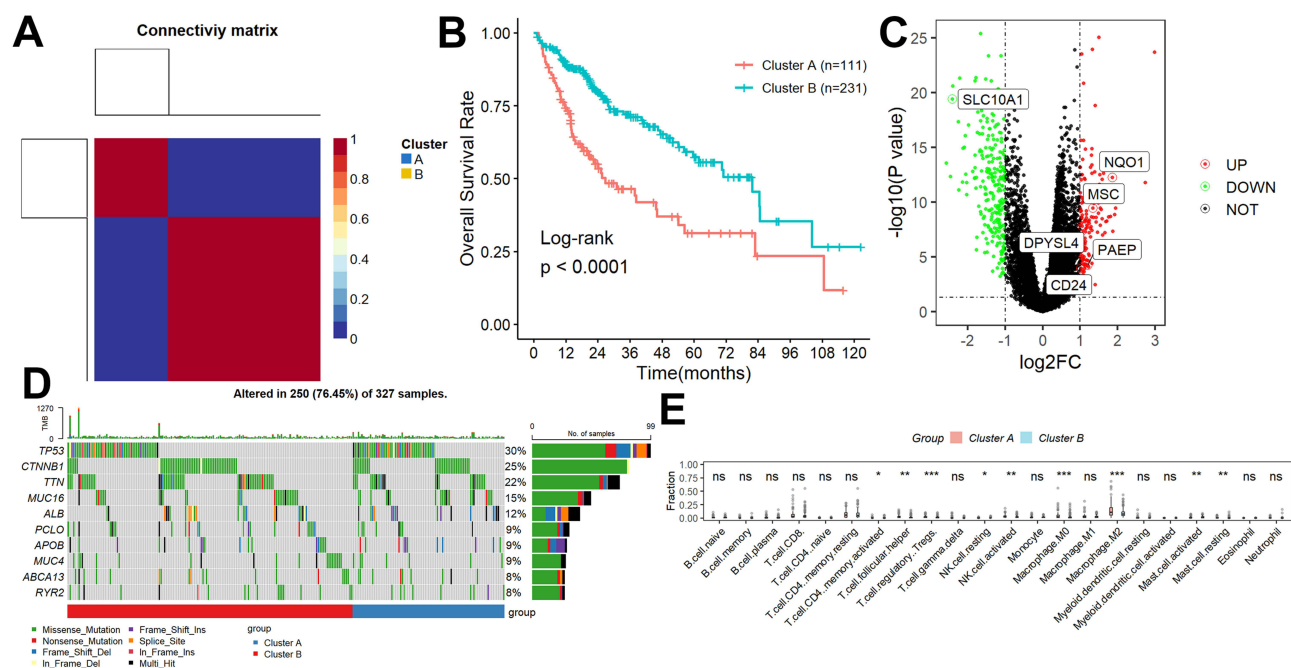 A
Connectiviy matrix
Cluster
A
B
1
0.8
0.6
0.4
0.2
0
B
Overall Survival Rate
1.00
0.75
0.50
0.25
0.00
Cluster A (n=111)
Cluster B (n=231)
Log-rank
p < 0.0001
0 12 24 36 48 60 72 84 96 108 120
Time(months)
C
-log10(P value)
25
20
15
10
5
0
SLC10A1
NQO1
MSC
DPYSL4
PAEP
CD24
-2 -1 0 1 2 3
log2FC
UP
DOWN
NOT
D
Altered in 250 (76.45%) of 327 samples.
1270
TMB
0
0 99
No. of samples
TP53 30%
CTNNB1 25%
TTN 22%
MUC16 15%
ALB 12%
PCLO 9%
APOB 9%
MUC4 9%
ABCA13 8%
RYR2 8%
group
Missense_Mutation
Nonsense_Mutation
Frame_Shift_Del
In_Frame_Del
Frame_Shift_Ins
Splice_Site
In_Frame_Ins
Multi_Hit
group
Cluster A
Cluster B
E
Group Cluster A Cluster B
Fraction
1.00
0.75
0.50
0.25
0.00
ns ns ns ns ns ns * ** *** ns * ** ns *** ns *** ns ns ** ** ns ns
B.cell.naive
B.cell.memory
B.cell.plasma
T.cell.CD8.
T.cell.CD4..naive
T.cell.CD4..memory.resting
T.cell.CD4..memory.activated
T.cell.follicular.helper
T.cell.regulatory..Tregs.
T.cell.gamma.delta
NK.cell.resting
NK.cell.activated
Monocyte
Macrophage.M0
Macrophage.M1
Macrophage.M2
Myeloid.dendritic.cell.resting
Myeloid.dendritic.cell.activated
Mast.cell.activated
Mast.cell.resting
Eosinophil
Neutrophil